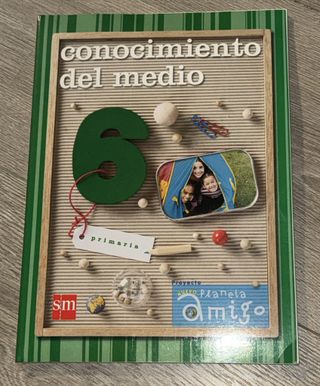 conocimiento
del medio
6
primaria
sm
Proyecto
nuevo planeta
amigo